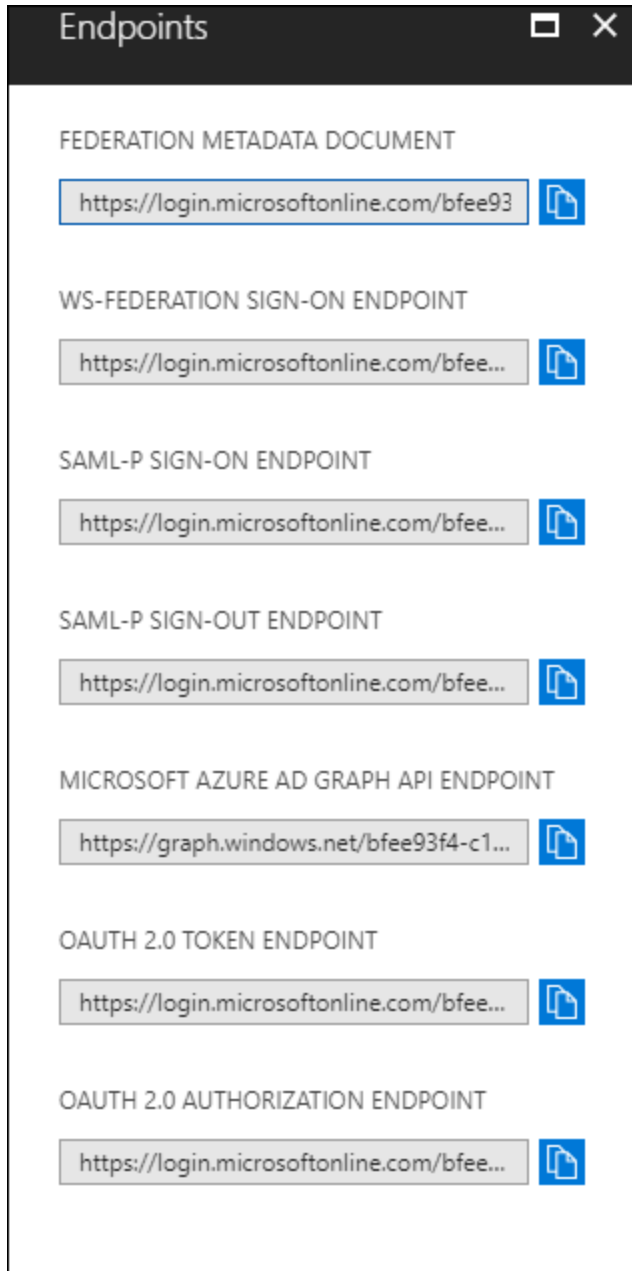 Endpoints
FEDERATION METADATA DOCUMENT
https://login.microsoftonline.com/bfee93
WS-FEDERATION SIGN-ON ENDPOINT
https://login.microsoftonline.com/bfee...
SAML-P SIGN-ON ENDPOINT
https://login.microsoftonline.com/bfee...
SAML-P SIGN-OUT ENDPOINT
https://login.microsoftonline.com/bfee...
MICROSOFT AZURE AD GRAPH API ENDPOINT
https://graph.windows.net/bfee93f4-c1...
OAUTH 2.0 TOKEN ENDPOINT
https://login.microsoftonline.com/bfee...
OAUTH 2.0 AUTHORIZATION ENDPOINT
https://login.microsoftonline.com/bfee...